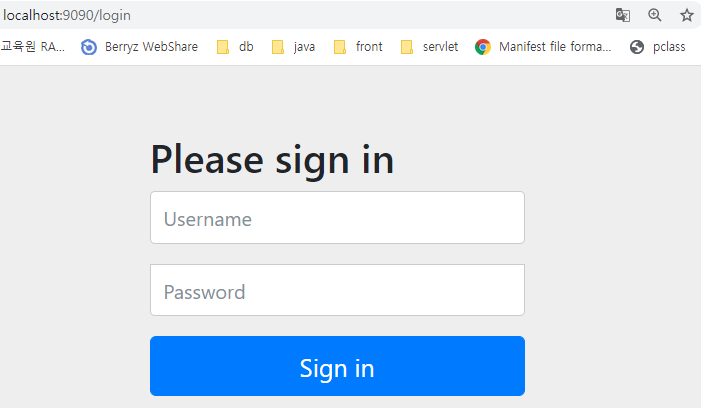 localhost:9090/login
교육원 RA... Berryz WebShare db java front servlet Manifest file forma... pclass
Please sign in
Username
Password
Sign in